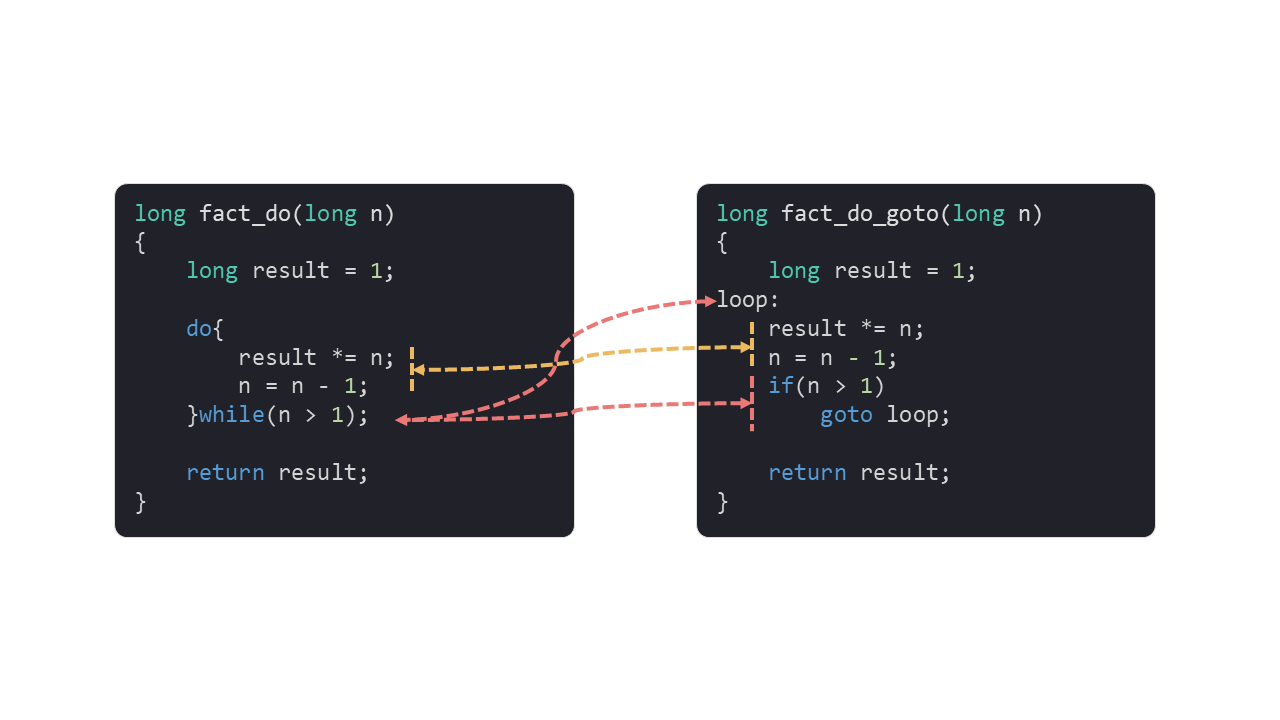 long fact_do(long n)
{
    long result = 1;
    do{
        result *= n;
        n = n - 1;
    }while(n > 1);
    return result;
}
long fact_do_goto(long n)
{
    long result = 1;
loop:
    result *= n;
    n = n - 1;
    if(n > 1)
        goto loop;
    return result;
}